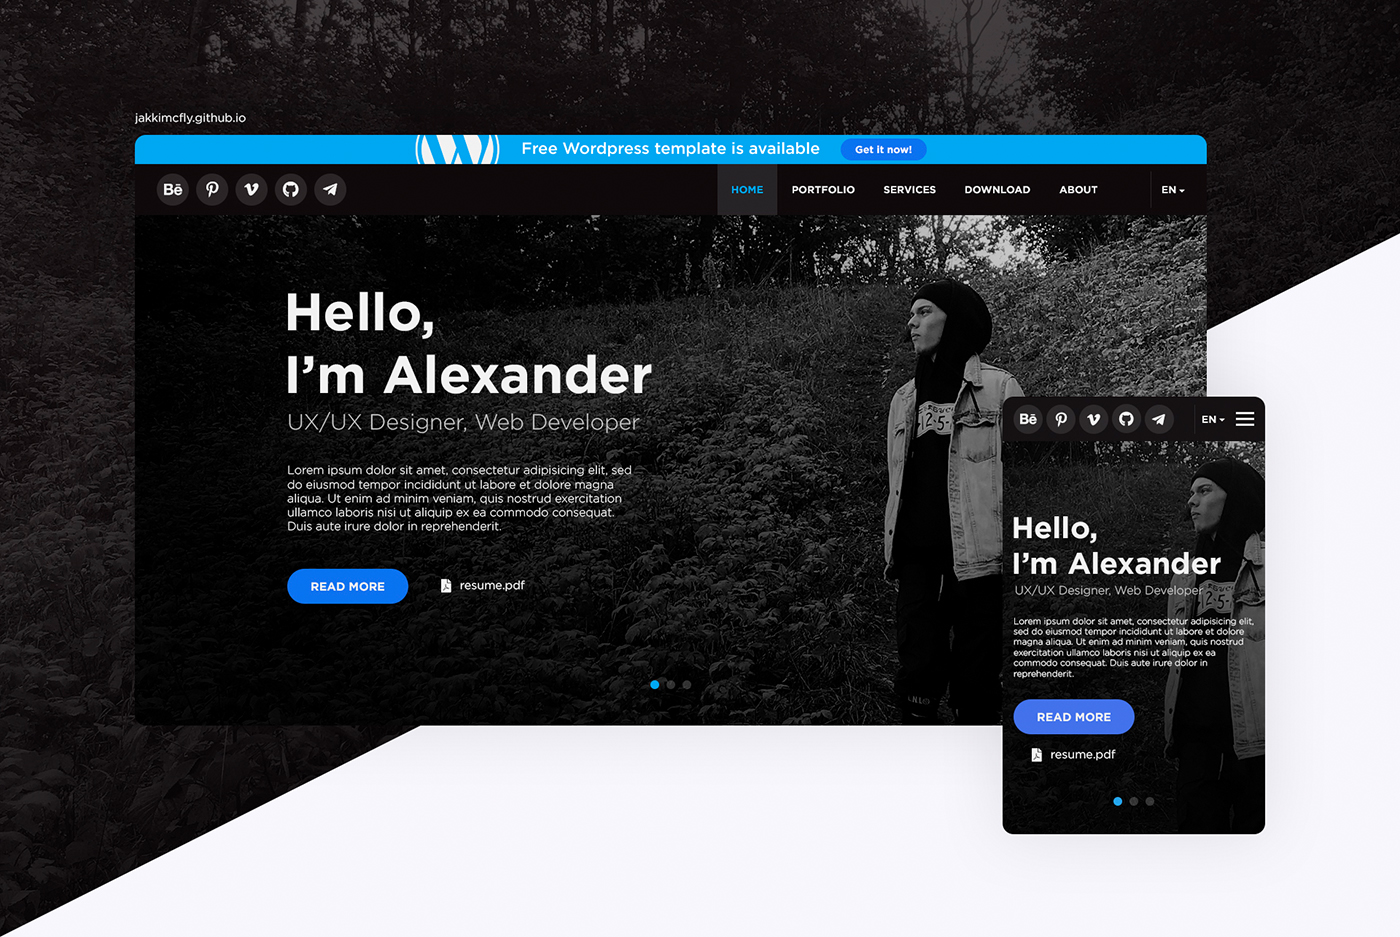 jakkimcfly.github.io
Free Wordpress template is available
Get it now!
Bē
HOME
PORTFOLIO
SERVICES
DOWNLOAD
ABOUT
EN
Hello,
I'm Alexander
UX/UX Designer, Web Developer
Lorem ipsum dolor sit amet, consectetur adipisicing elit, sed
do eiusmod tempor incididunt ut labore et dolore magna
aliqua. Ut enim ad minim veniam, quis nostrud exercitation
ullamco laboris nisi ut aliquip ex ea commodo consequat.
Duis aute irure dolor in reprehenderit.
READ MORE
resume.pdf
Bē
EN
Hello,
I'm Alexander
UX/UX Designer, Web Developer
Lorem ipsum dolor sit amet, consectetur adipisicing elit,
sed do eiusmod tempor incididunt ut labore et dolore
magna aliqua. Ut enim ad minim veniam, quis nostrud
exercitation ullamco laboris nisi ut aliquip ex ea
commodo consequat. Duis aute irure dolor in
reprehenderit.
READ MORE
resume.pdf